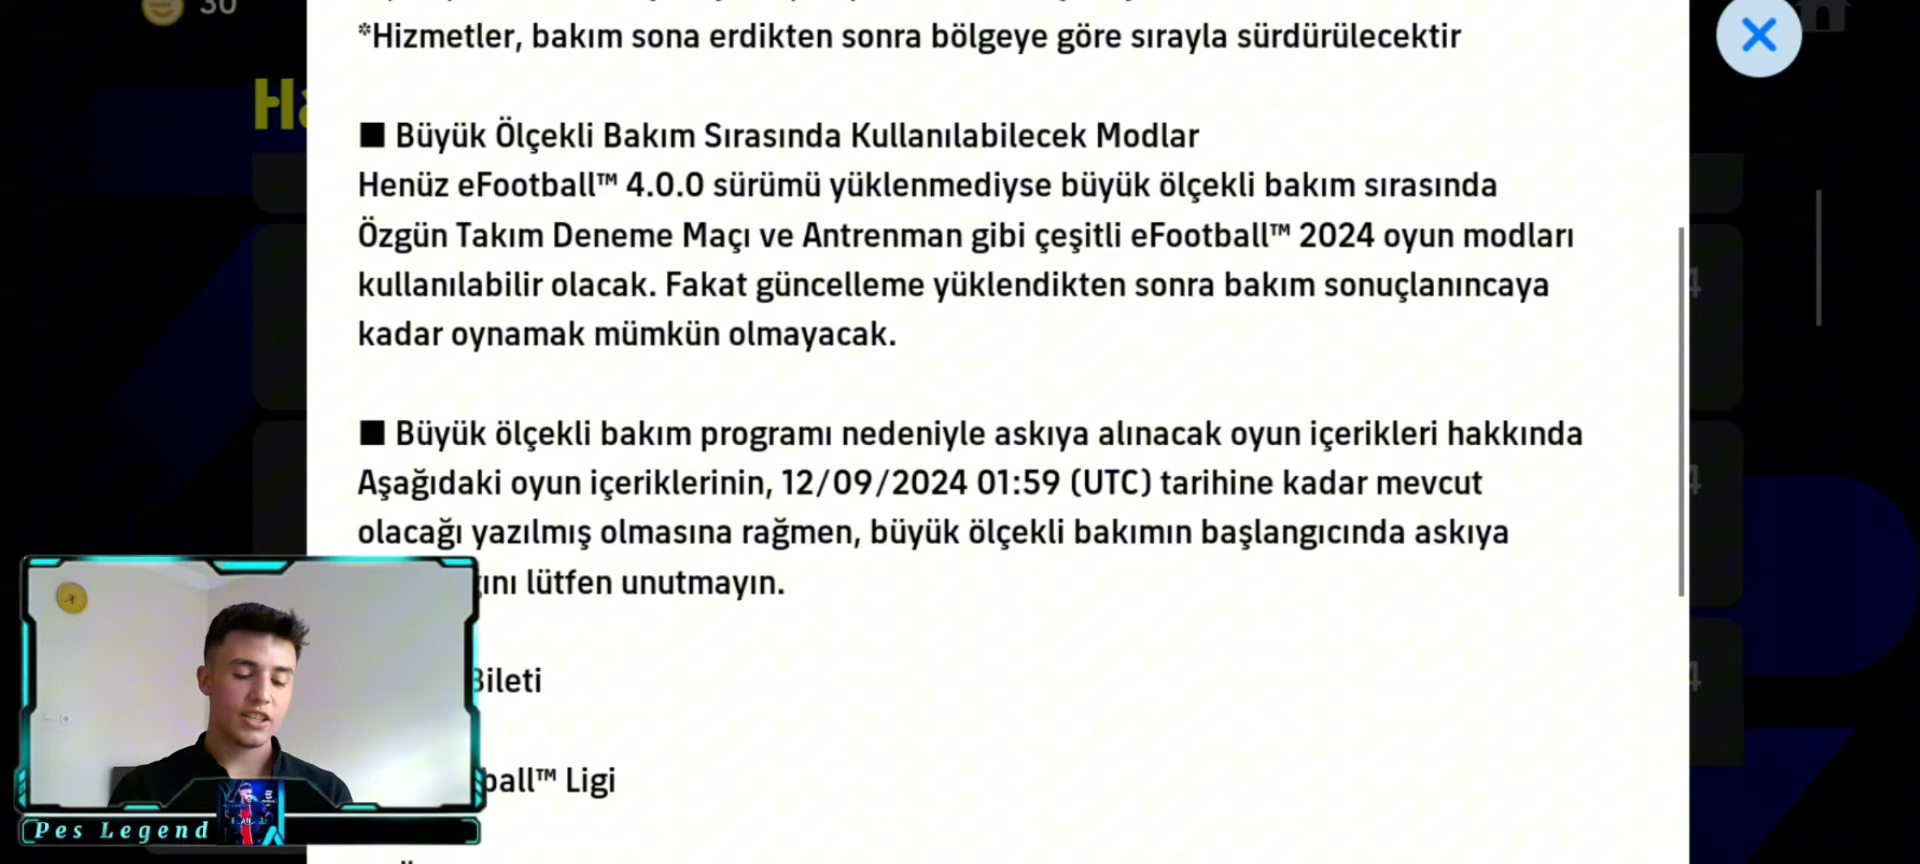 30
*Hizmetler, bakım sona erdikten sonra bölgeye göre sırayla sürdürülecektir
■ Büyük Ölçekli Bakım Sırasında Kullanılabilecek Modlar
Henüz eFootball™ 4.0.0 sürümü yüklenmediyse büyük ölçekli bakım sırasında
Özgün Takım Deneme Maçı ve Antrenman gibi çeşitli eFootball™ 2024 oyun modları
kullanılabilir olacak. Fakat güncelleme yüklendikten sonra bakım sonuçlanıncaya
kadar oynamak mümkün olmayacak.
■ Büyük ölçekli bakım programı nedeniyle askıya alınacak oyun içerikleri hakkında
Aşağıdaki oyun içeriklerinin, 12/09/2024 01:59 (UTC) tarihine kadar mevcut
olacağı yazılmış olmasına rağmen, büyük ölçekli bakımın başlangıcında askıya
lütfen unutmayın.
Bileti
ball™ Ligi
Pes Legend